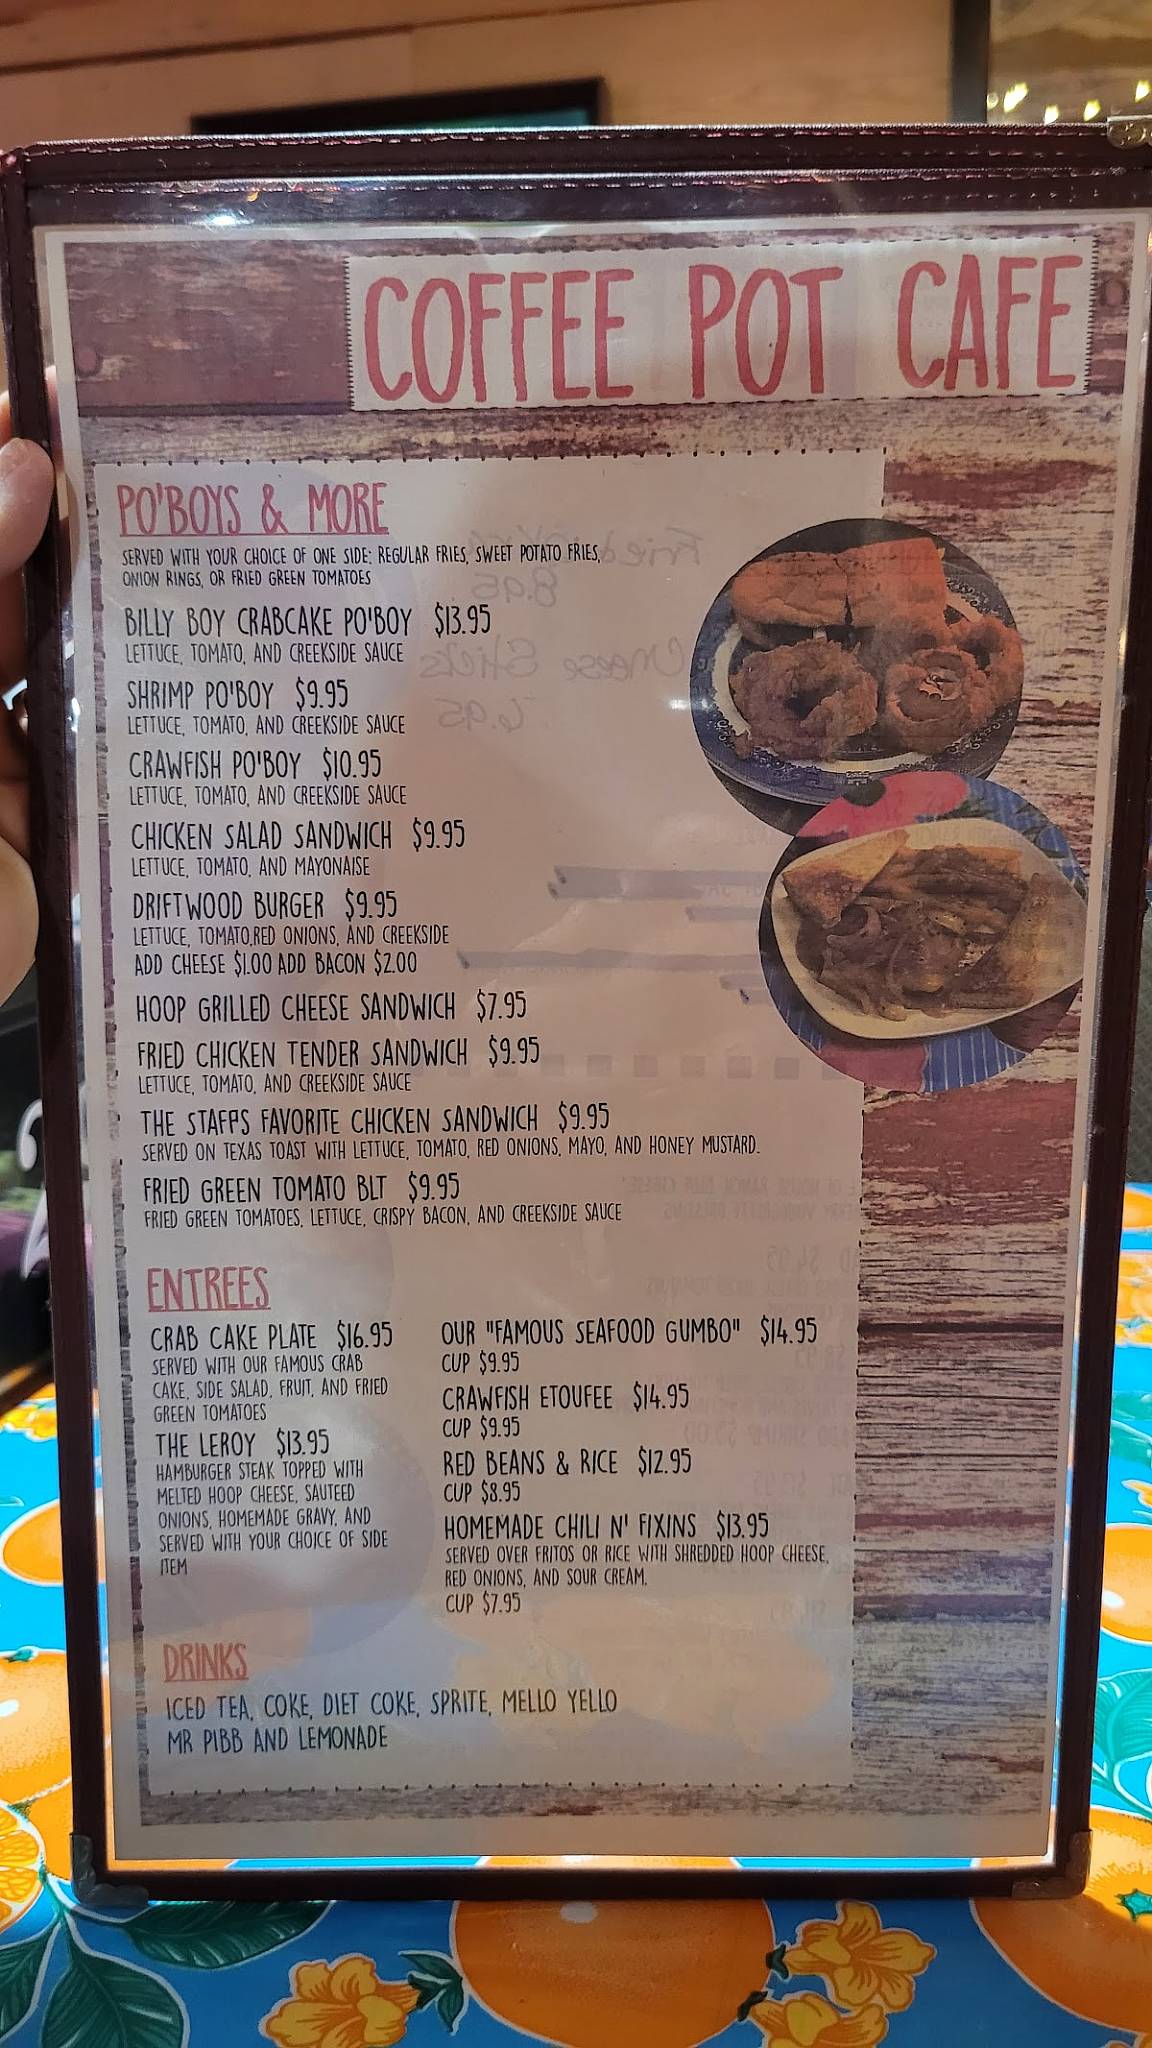 COFFEE POT CAFE
PO'BOYS & MORE
SERVED WITH YOUR CHOICE OF ONE SIDE: REGULAR FRIES, SWEET POTATO FRIES,
ONION RINGS, OR FRIED GREEN TOMATOES
BILLY BOY CRABCAKE PO'BOY $13.95
LETTUCE, TOMATO, AND CREEKSIDE SAUCE
SHRIMP PO'BOY $9.95
LETTUCE, TOMATO, AND CREEKSIDE SAUCE
CRAWFISH PO'BOY $10.95
LETTUCE, TOMATO, AND CREEKSIDE SAUCE
CHICKEN SALAD SANDWICH $9.95
LETTUCE, TOMATO, AND MAYONAISE
DRIFTWOOD BURGER $9.95
LETTUCE, TOMATO,RED ONIONS, AND CREEKSIDE
ADD CHEESE $1.00 ADD BACON $2.00
HOOP GRILLED CHEESE SANDWICH $7.95
FRIED CHICKEN TENDER SANDWICH $9.95
LETTUCE, TOMATO, AND CREEKSIDE SAUCE
THE STAFF'S FAVORITE CHICKEN SANDWICH $9.95
SERVED ON TEXAS TOAST WITH LETTUCE, TOMATO, RED ONIONS, MAYO, AND HONEY MUSTARD.
FRIED GREEN TOMATO BLT $9.95
FRIED GREEN TOMATOES, LETTUCE, CRISPY BACON, AND CREEKSIDE SAUCE
ENTREES
CRAB CAKE PLATE $16.95
SERVED WITH OUR FAMOUS CRAB
CAKE, SIDE SALAD, FRUIT, AND FRIED
GREEN TOMATOES
THE LEROY $13.95
HAMBURGER STEAK TOPPED WITH
MELTED HOOP CHEESE, SAUTEED
ONIONS, HOMEMADE GRAVY, AND
SERVED WITH YOUR CHOICE OF SIDE
ITEM
OUR "FAMOUS SEAFOOD GUMBO" $14.95
CUP $9.95
CRAWFISH ETOUFEE $14.95
CUP $9.95
RED BEANS & RICE $12.95
CUP $8.95
HOMEMADE CHILI N' FIXINS $13.95
SERVED OVER FRITOS OR RICE WITH SHREDDED HOOP CHEESE,
RED ONIONS, AND SOUR CREAM.
CUP $7.95
DRINKS
ICED TEA, COKE, DIET COKE, SPRITE, MELLO YELLO
MR PIBB AND LEMONADE